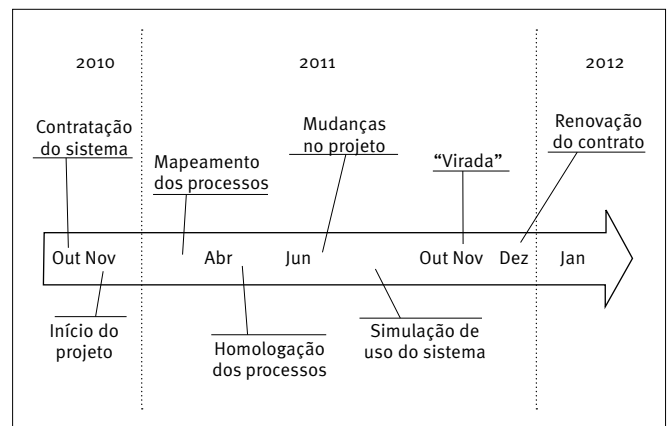 2010
2011
2012
Contratação
do sistema
Mapeamento
dos processos
Mudanças
no projeto
“Virada”
Renovação
do contrato
Out Nov
Abr
Jun
Out Nov
Dez
Jan
Início do
projeto
Homologação
dos processos
Simulação de
uso do sistema